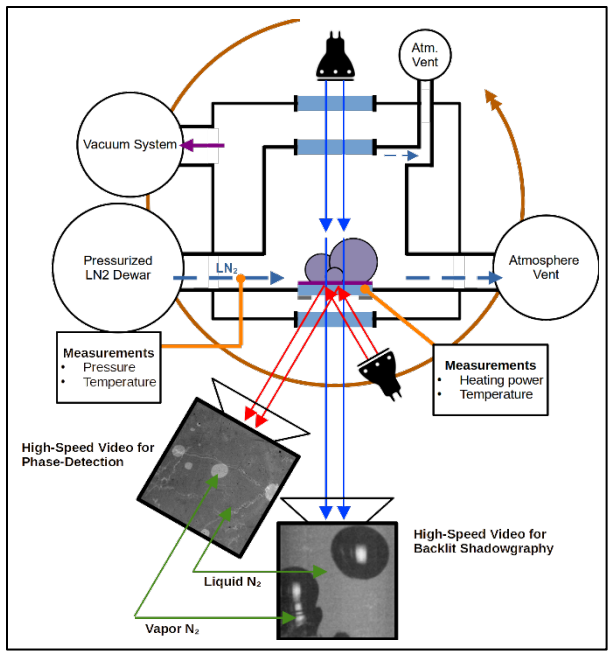 Atm.
Vent
Vacuum System
Pressurized
LN2 Dewar
LN₂
Atmosphere
Vent
Measurements
• Pressure
• Temperature
Measurements
• Heating power
• Temperature
High-Speed Video for
Phase-Detection
High-Speed Video for
Backlit Shadowgraphy
Liquid N₂
Vapor N₂